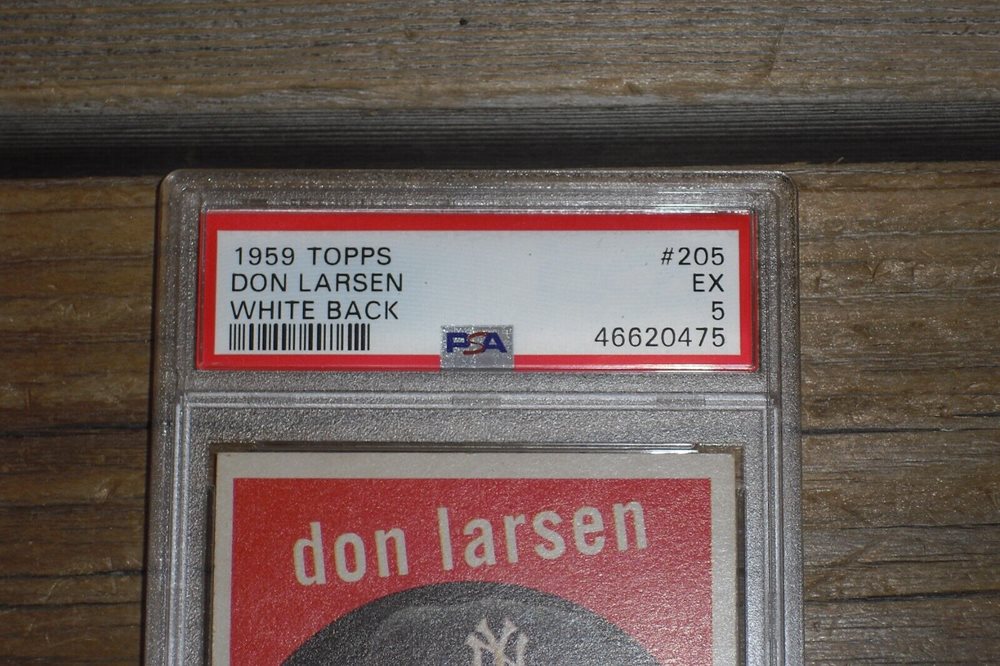 1959 TOPPS #205
DON LARSEN EX
WHITE BACK 5
PSA 46620475
don larsen
NY